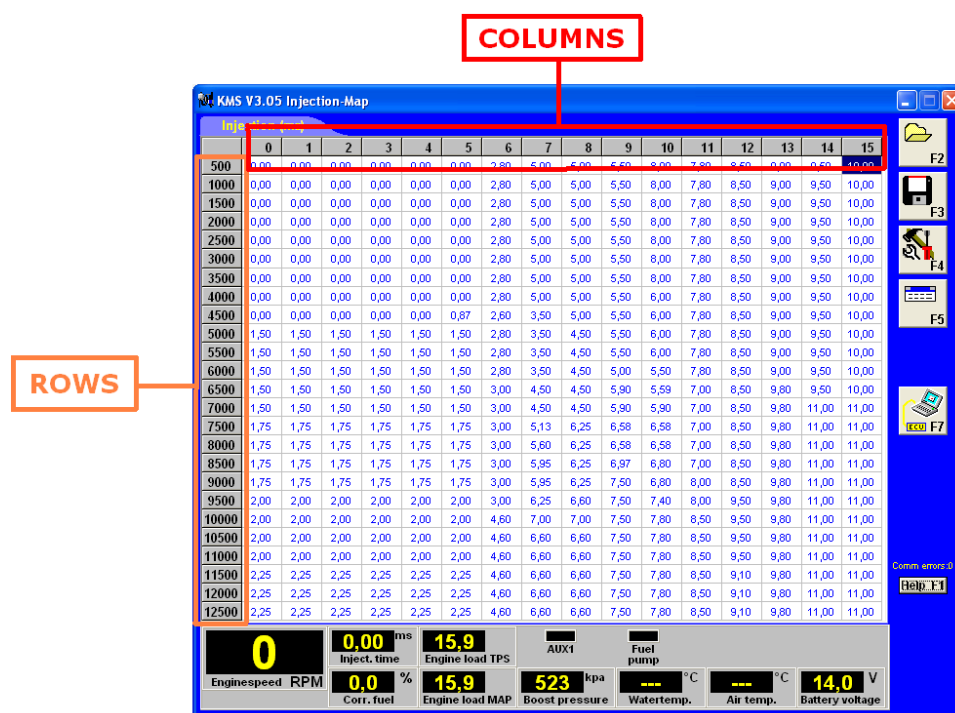 COLUMNS
KMS V3.05 Injection-Map
Injection (ms)
0 1 2 3 4 5 6 7 8 9 10 11 12 13 14 15
500 0,00 0,00 0,00 0,00 0,00 0,00 2,80 5,00 5,00 5,50 8,00 7,80 8,50 9,00 9,50 10,00
F2
1000 0,00 0,00 0,00 0,00 0,00 0,00 2,80 5,00 5,00 5,50 8,00 7,80 8,50 9,00 9,50 10,00
1500 0,00 0,00 0,00 0,00 0,00 0,00 2,80 5,00 5,00 5,50 8,00 7,80 8,50 9,00 9,50 10,00
F3
2000 0,00 0,00 0,00 0,00 0,00 0,00 2,80 5,00 5,00 5,50 8,00 7,80 8,50 9,00 9,50 10,00
2500 0,00 0,00 0,00 0,00 0,00 0,00 2,80 5,00 5,00 5,50 8,00 7,80 8,50 9,00 9,50 10,00
3000 0,00 0,00 0,00 0,00 0,00 0,00 2,80 5,00 5,00 5,50 8,00 7,80 8,50 9,00 9,50 10,00
F4
3500 0,00 0,00 0,00 0,00 0,00 0,00 2,80 5,00 5,00 5,50 8,00 7,80 8,50 9,00 9,50 10,00
4000 0,00 0,00 0,00 0,00 0,00 0,00 2,80 5,00 5,00 5,50 6,00 7,80 8,50 9,00 9,50 10,00
4500 0,00 0,00 0,00 0,00 0,00 0,87 2,60 3,50 5,00 5,50 6,00 7,80 8,50 9,00 9,50 10,00
F5
5000 1,50 1,50 1,50 1,50 1,50 1,50 2,80 3,50 4,50 5,50 6,00 7,80 8,50 9,00 9,50 10,00
5500 1,50 1,50 1,50 1,50 1,50 1,50 2,80 3,50 4,50 5,50 6,00 7,80 8,50 9,00 9,50 10,00
6000 1,50 1,50 1,50 1,50 1,50 1,50 2,80 3,50 4,50 5,00 5,50 7,80 8,50 9,00 9,50 10,00
ROWS
6500 1,50 1,50 1,50 1,50 1,50 1,50 3,00 4,50 4,50 5,90 5,59 7,00 8,50 9,80 9,50 10,00
7000 1,50 1,50 1,50 1,50 1,50 1,50 3,00 4,50 4,50 5,90 5,90 7,00 8,50 9,80 11,00 11,00
7500 1,75 1,75 1,75 1,75 1,75 1,75 3,00 5,13 6,25 6,58 6,58 7,00 8,50 9,80 11,00 11,00
ECU F7
8000 1,75 1,75 1,75 1,75 1,75 1,75 3,00 5,60 6,25 6,58 6,58 7,00 8,50 9,80 11,00 11,00
8500 1,75 1,75 1,75 1,75 1,75 1,75 3,00 5,95 6,25 6,97 6,80 7,00 8,50 9,80 11,00 11,00
9000 1,75 1,75 1,75 1,75 1,75 1,75 3,00 5,95 6,25 7,50 6,80 8,00 8,50 9,80 11,00 11,00
9500 2,00 2,00 2,00 2,00 2,00 2,00 3,00 6,25 6,60 7,50 7,40 8,00 9,50 9,80 11,00 11,00
10000 2,00 2,00 2,00 2,00 2,00 2,00 4,60 7,00 7,00 7,50 7,80 8,50 9,50 9,80 11,00 11,00
10500 2,00 2,00 2,00 2,00 2,00 2,00 4,60 6,60 6,60 7,50 7,80 8,50 9,50 9,80 11,00 11,00
11000 2,00 2,00 2,00 2,00 2,00 2,00 4,60 6,60 6,60 7,50 7,80 8,50 9,50 9,80 11,00 11,00
Comm errors:0
11500 2,25 2,25 2,25 2,25 2,25 2,25 4,60 6,60 6,60 7,50 7,80 8,50 9,10 9,80 11,00 11,00
Help F1
12000 2,25 2,25 2,25 2,25 2,25 2,25 4,60 6,60 6,60 7,50 7,80 8,50 9,10 9,80 11,00 11,00
12500 2,25 2,25 2,25 2,25 2,25 2,25 4,60 6,60 6,60 7,50 7,80 8,50 9,10 9,80 11,00 11,00
0
Enginespeed RPM
0,00 ms
Inject. time
15,9
Engine load TPS
AUX1
Fuel
pump
0,0 %
Corr. fuel
15,9
Engine load MAP
523 kpa
Boost pressure
--- °C
Watertemp.
--- °C
Air temp.
14,0 V
Battery voltage